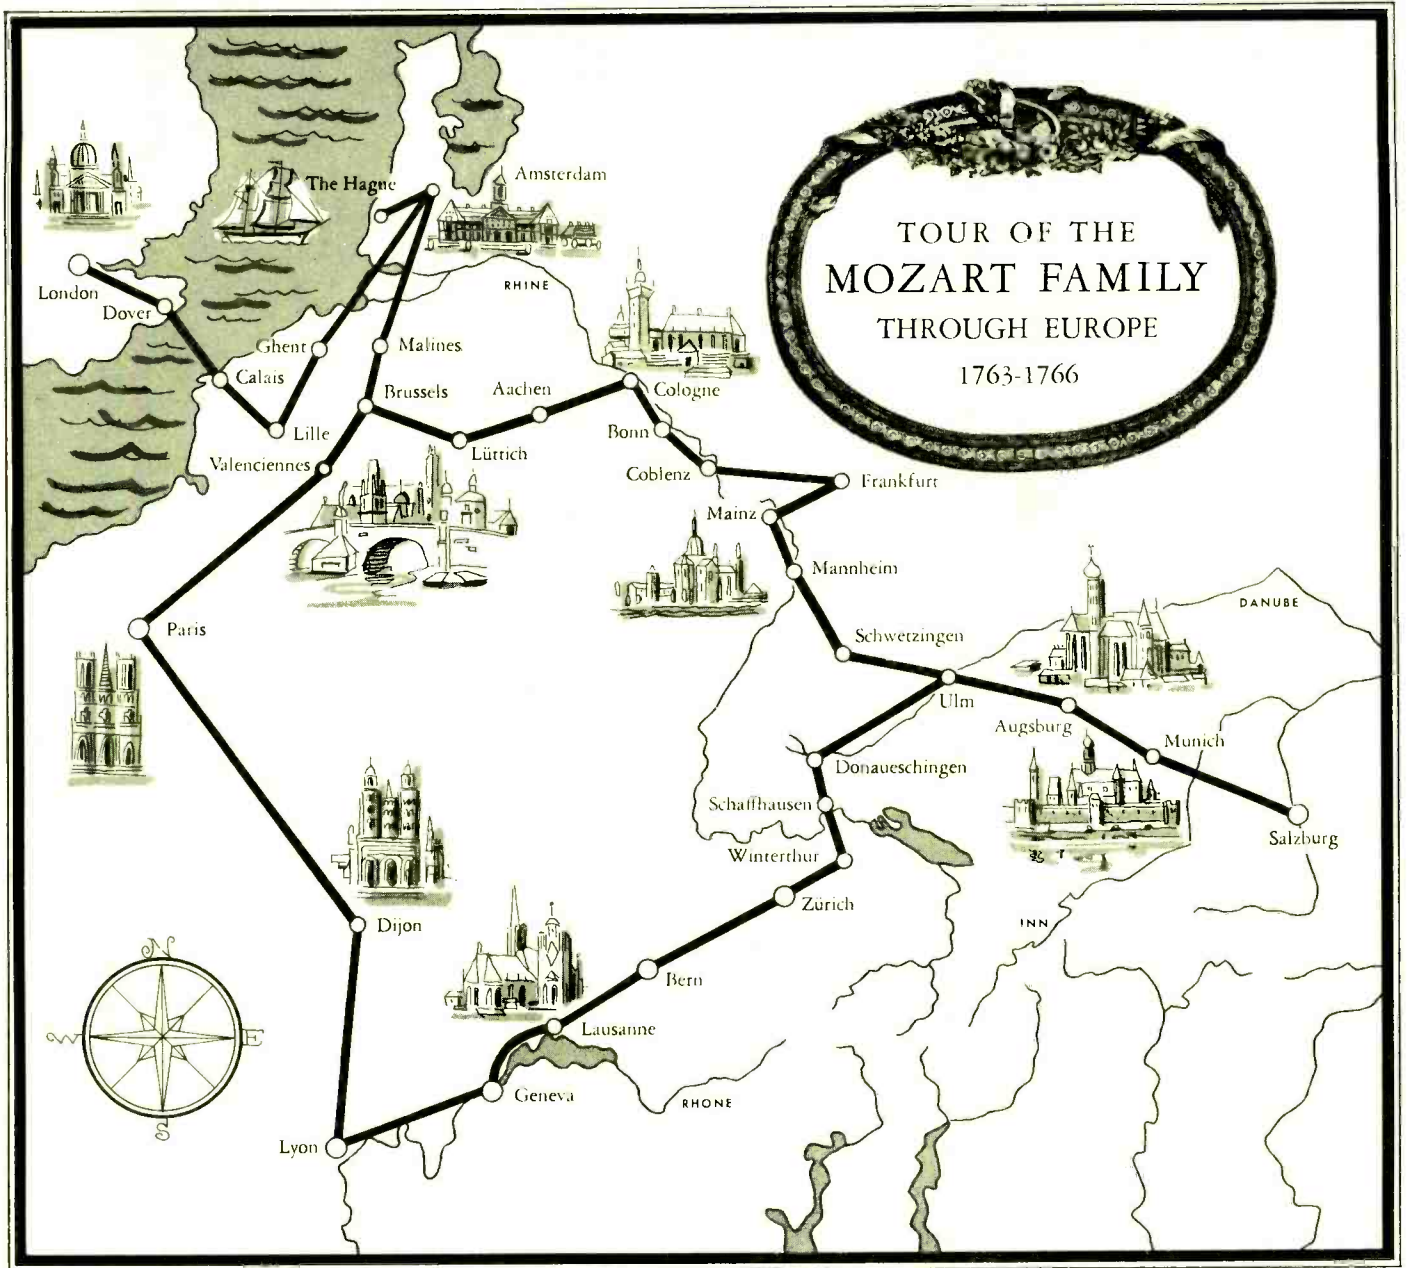 TOUR OF THE
MOZART FAMILY
THROUGH EUROPE
1763-1766
The Hague
Amsterdam
London
Dover
RHINE
Ghent
Malines
Calais
Brussels
Aachen
Cologne
Lille
Bonn
Lüttich
Valenciennes
Coblenz
Frankfurt
Mainz
Mannheim
DANUBE
Paris
Schwetzingen
Ulm
Augsburg
Munich
Donaueschingen
Schaffhausen
Salzburg
Winterthur
Zürich
Dijon
INN
N
Bern
W
E
Lausanne
Geneva
RHONE
S
Lyon